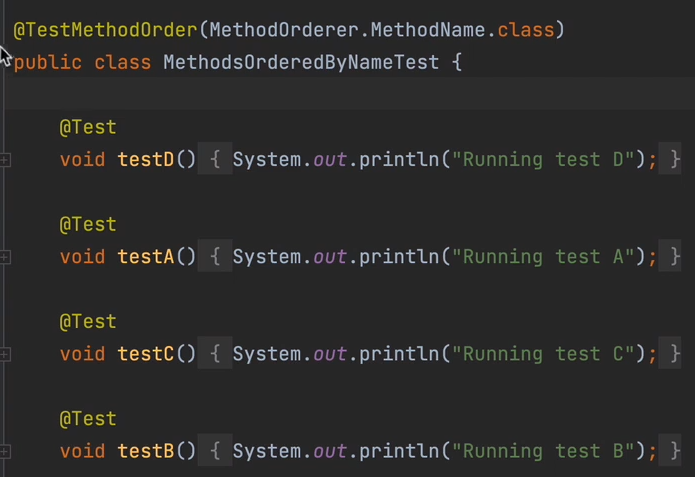 @TestMethodOrder(MethodOrderer.MethodName.class)
public class MethodsOrderedByNameTest {
@Test
void testD() { System.out.println("Running test D"); }
@Test
void testA() { System.out.println("Running test A"); }
@Test
void testC() { System.out.println("Running test C"); }
@Test
void testB() { System.out.println("Running test B"); }